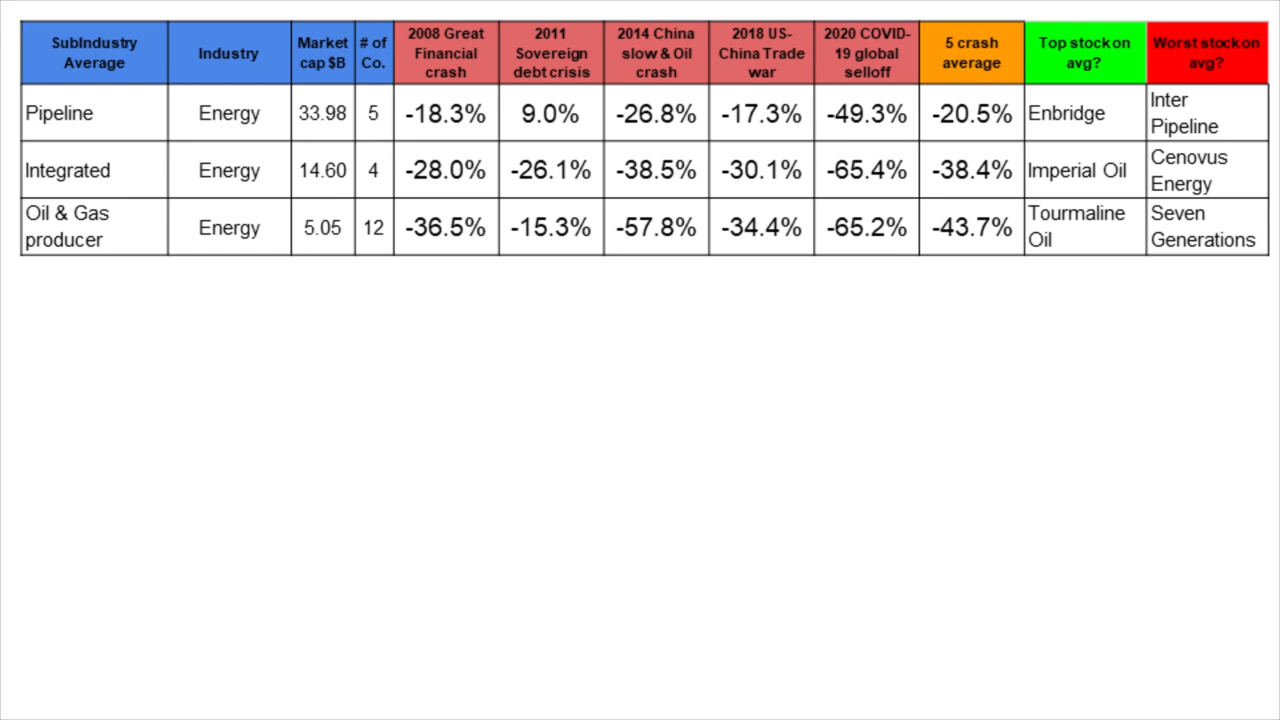 SubIndustry Average Industry Market cap $B # of Co. 2008 Great Financial crash 2011 Sovereign debt crisis 2014 China slow & Oil crash 2018 US-China Trade war 2020 COVID-19 global selloff 5 crash average Top stock on avg? Worst stock on avg?
Pipeline Energy 33.98 5 -18.3% 9.0% -26.8% -17.3% -49.3% -20.5% Enbridge Inter Pipeline
Integrated Energy 14.60 4 -28.0% -26.1% -38.5% -30.1% -65.4% -38.4% Imperial Oil Cenovus Energy
Oil & Gas producer Energy 5.05 12 -36.5% -15.3% -57.8% -34.4% -65.2% -43.7% Tourmaline Oil Seven Generations